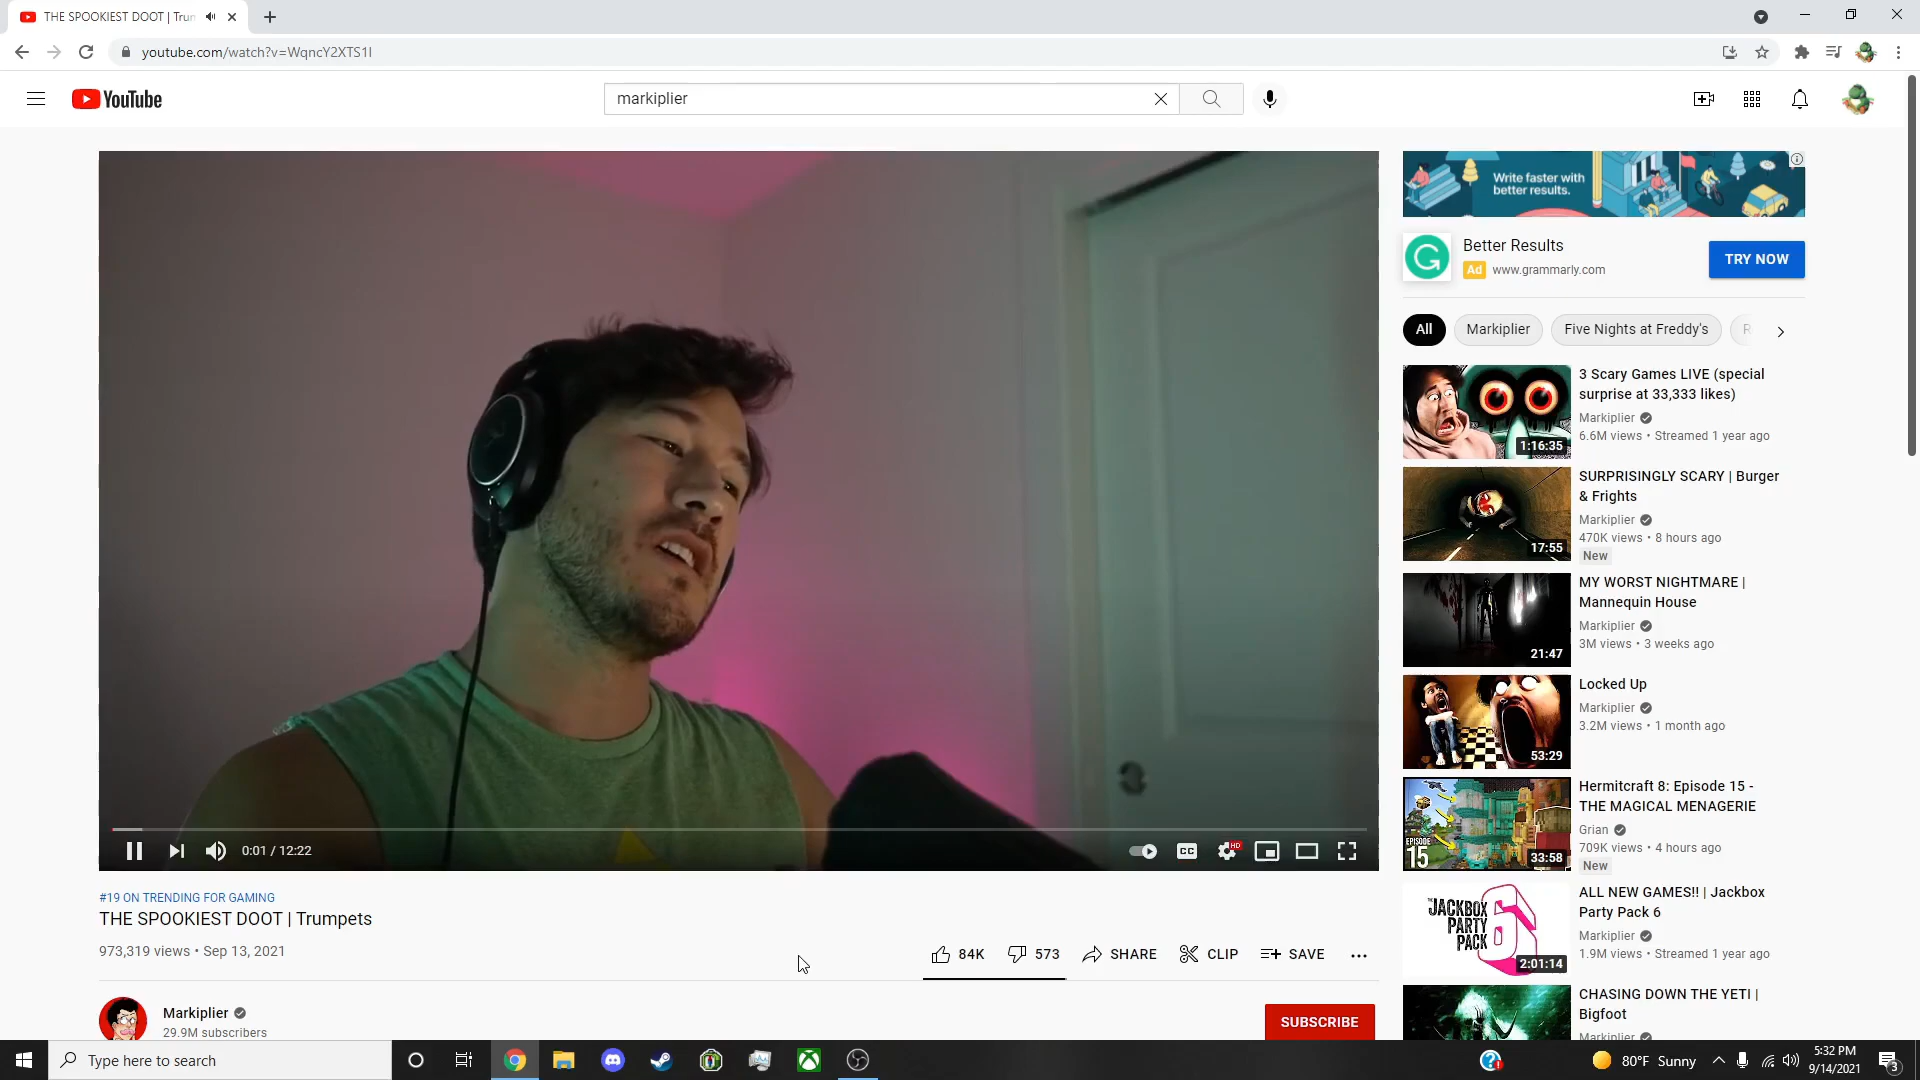 THE SPOOKIEST DOOT | Trun
youtube.com/watch?v=WqncY2XTS1I
YouTube
markiplier
Write faster with
better results.
Better Results
Ad www.grammarly.com
TRY NOW
All
Markiplier
Five Nights at Freddy's
3 Scary Games LIVE (special
surprise at 33,333 likes)
Markiplier
6.6M views • Streamed 1 year ago
1:16:35
SURPRISINGLY SCARY | Burger
& Frights
Markiplier
470K views • 8 hours ago
New
17:55
MY WORST NIGHTMARE |
Mannequin House
Markiplier
3M views • 3 weeks ago
21:47
Locked Up
Markiplier
3.2M views • 1 month ago
53:29
Hermitcraft 8: Episode 15 -
THE MAGICAL MENAGERIE
Grian
709K views • 4 hours ago
New
EPISODE
15
33:58
ALL NEW GAMES!! | Jackbox
Party Pack 6
Markiplier
1.9M views • Streamed 1 year ago
THE
JACKBOX
PARTY
PACK
6
2:01:14
CHASING DOWN THE YETI |
Bigfoot
Markiplier
0:01 / 12:22
CC
HD
#19 ON TRENDING FOR GAMING
THE SPOOKIEST DOOT | Trumpets
973,319 views • Sep 13, 2021
84K
573
SHARE
CLIP
SAVE
Markiplier
29.9M subscribers
SUBSCRIBE
Type here to search
80°F Sunny
5:32 PM
9/14/2021
3